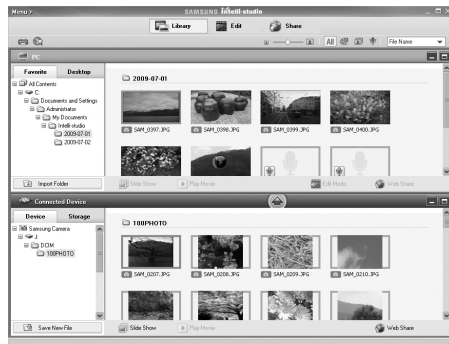 Menu >
SAMSUNG Intelli-studio
Library
Edit
Share
All
File Name
PC
Favorite
Desktop
All Contents
C:
Documents and Settings
Administrator
My Documents
Intelli-studio
2009-07-01
2009-07-02
2009-07-01
SAM_0397.JPG
SAM_0398.JPG
SAM_0399.JPG
SAM_0400.JPG
Import Folder
Slide Show
Play Movie
Edit Mode
Web Share
Connected Device
Device
Storage
Samsung Camera
J:
DCIM
100PHOTO
100PHOTO
SAM_0207.JPG
SAM_0208.JPG
SAM_0209.JPG
SAM_0210.JPG
Save New File
Slide Show
Play Movie
Web Share